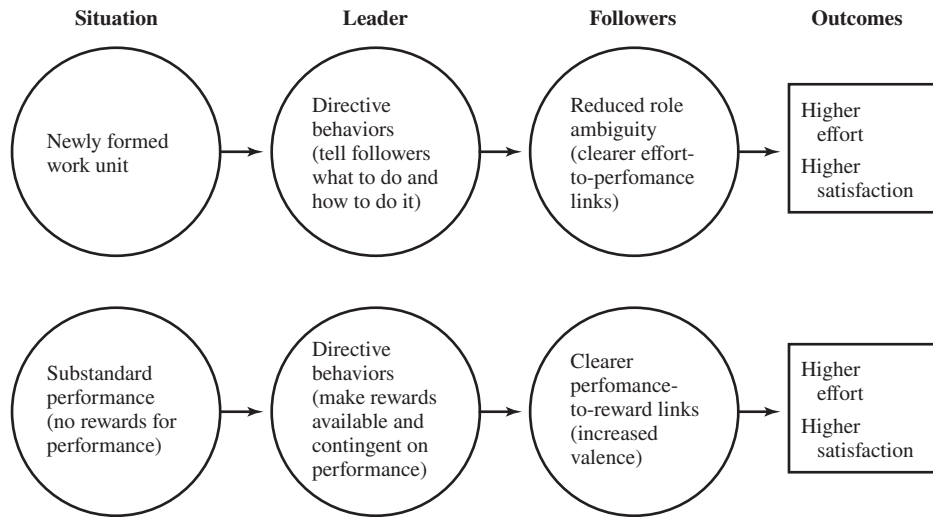 Situation
Leader
Followers
Outcomes
Newly formed
work unit
Directive
behaviors
(tell followers
what to do and
how to do it)
Reduced role
ambiguity
(clearer effort-
to-perfomance
links)
Higher
effort
Higher
satisfaction
Substandard
performance
(no rewards for
performance)
Directive
behaviors
(make rewards
available and
contingent on
performance)
Clearer
perfomance-
to-reward links
(increased
valence)
Higher
effort
Higher
satisfaction